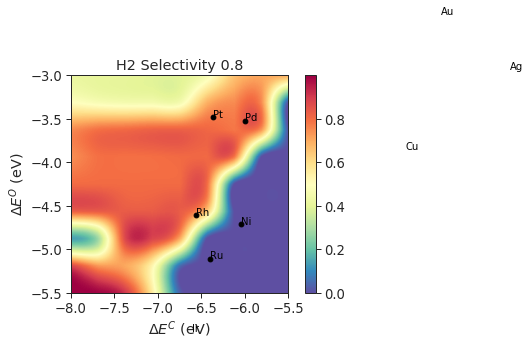 Au
H2 Selectivity 0.8
Ag
−3.0
−3.5
−4.0
−4.5
−5.0
−5.5
ΔE^O (eV)
Pt
Pd
Cu
Rh
Ni
Ru
0.8
0.6
0.4
0.2
0.0
−8.0 −7.5 −7.0 −6.5 −6.0 −5.5
ΔE^C (eV)
Ir